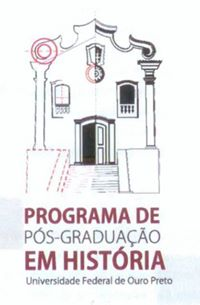 PROGRAMA DE
PÓS-GRADUAÇÃO
EM HISTÓRIA
Universidade Federal de Ouro Preto